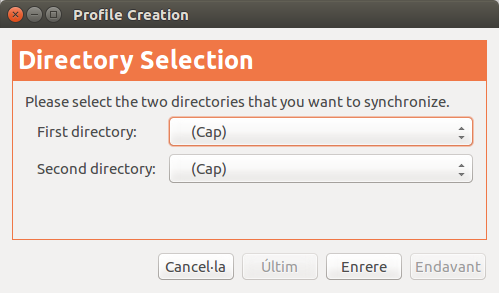 Profile Creation
Directory Selection
Please select the two directories that you want to synchronize.
First directory: (Cap)
Second directory: (Cap)
Cancel·la Últim Enrere Endavant